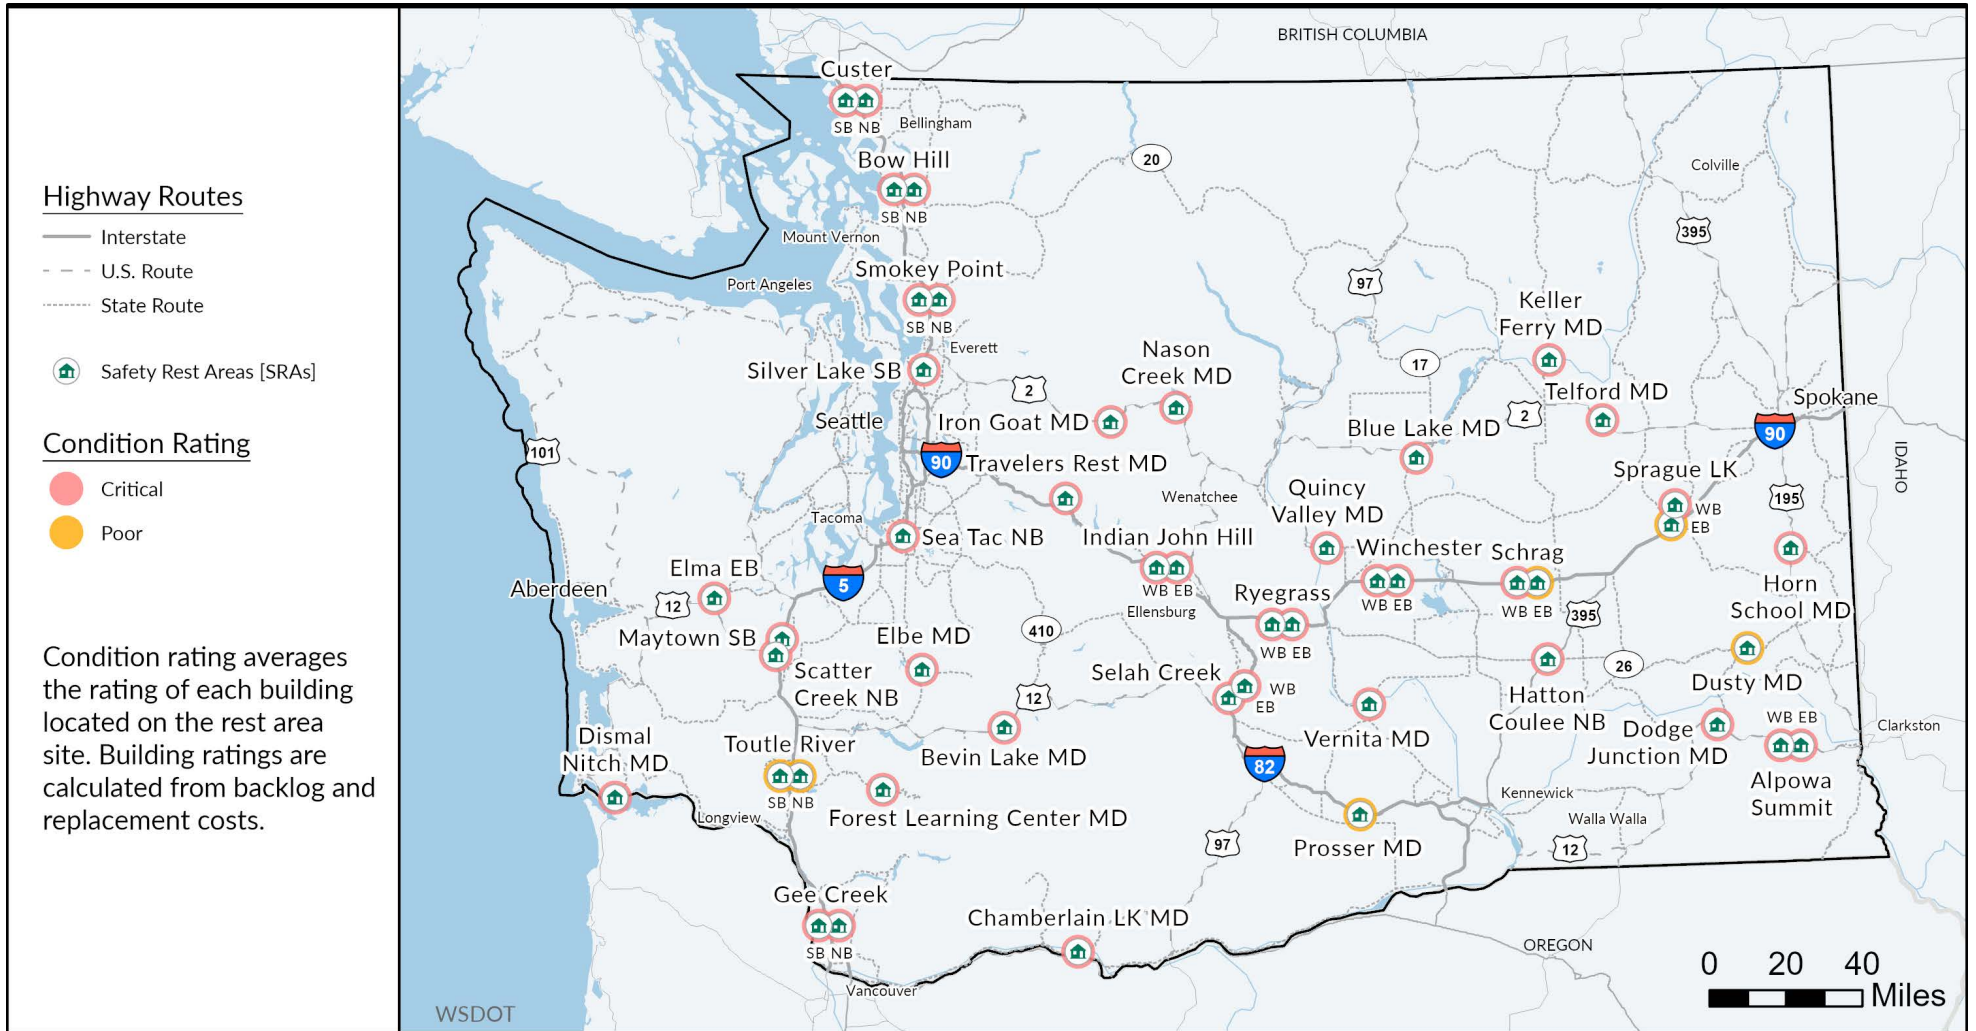 Highway Routes
Interstate
U.S. Route
State Route
Safety Rest Areas [SRAs]
Condition Rating
Critical
Poor
Condition rating averages
the rating of each building
located on the rest area
site. Building ratings are
calculated from backlog and
replacement costs.
BRITISH COLUMBIA
Custer
SB NB
Bellingham
Bow Hill
SB NB
20
Colville
395
Mount Vernon
Smokey Point
SB NB
Port Angeles
97
Keller
Ferry MD
Everett
Silver Lake SB
Nason
Creek MD
17
2
Telford MD
2
Spokane
Seattle
Iron Goat MD
Blue Lake MD
90
101
90
Travelers Rest MD
IDAHO
Sprague LK
WB
EB
195
Wenatchee
Quincy
Valley MD
Tacoma
Sea Tac NB
Indian John Hill
WB EB
Winchester
WB EB
Schrag
WB EB
Elma EB
5
Aberdeen
12
Ellensburg
Ryegrass
WB EB
395
Horn
School MD
Maytown SB
Elbe MD
410
Scatter
Creek NB
Selah Creek
WB
EB
26
Dusty MD
12
Hatton
Coulee NB
Dismal
Nitch MD
Toutle River
SB NB
Bevin Lake MD
Vernita MD
Dodge
Junction MD
WB EB
Clarkston
Alpowa
Summit
82
Longview
Forest Learning Center MD
Kennewick
Walla Walla
97
Prosser MD
12
Gee Creek
SB NB
Chamberlain LK MD
Vancouver
OREGON
0 20 40
Miles
WSDOT